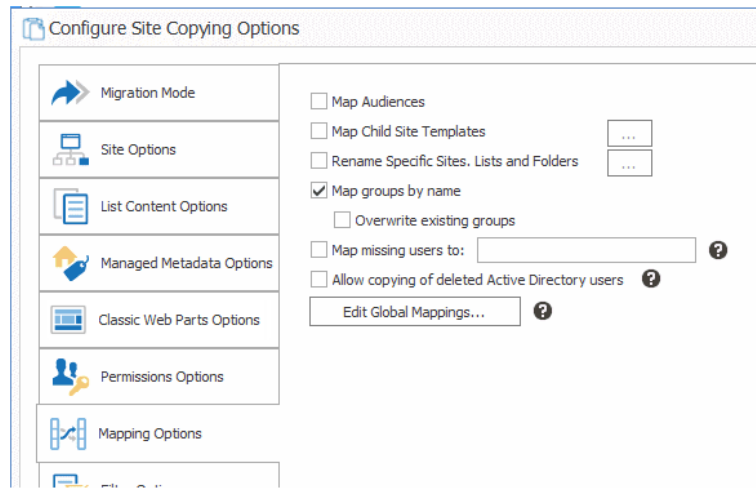 Configure Site Copying Options
Migration Mode
Site Options
List Content Options
Managed Metadata Options
Classic Web Parts Options
Permissions Options
Mapping Options
Map Audiences
Map Child Site Templates
...
Rename Specific Sites. Lists and Folders
...
Map groups by name
Overwrite existing groups
Map missing users to:
?
Allow copying of deleted Active Directory users
?
Edit Global Mappings...
?